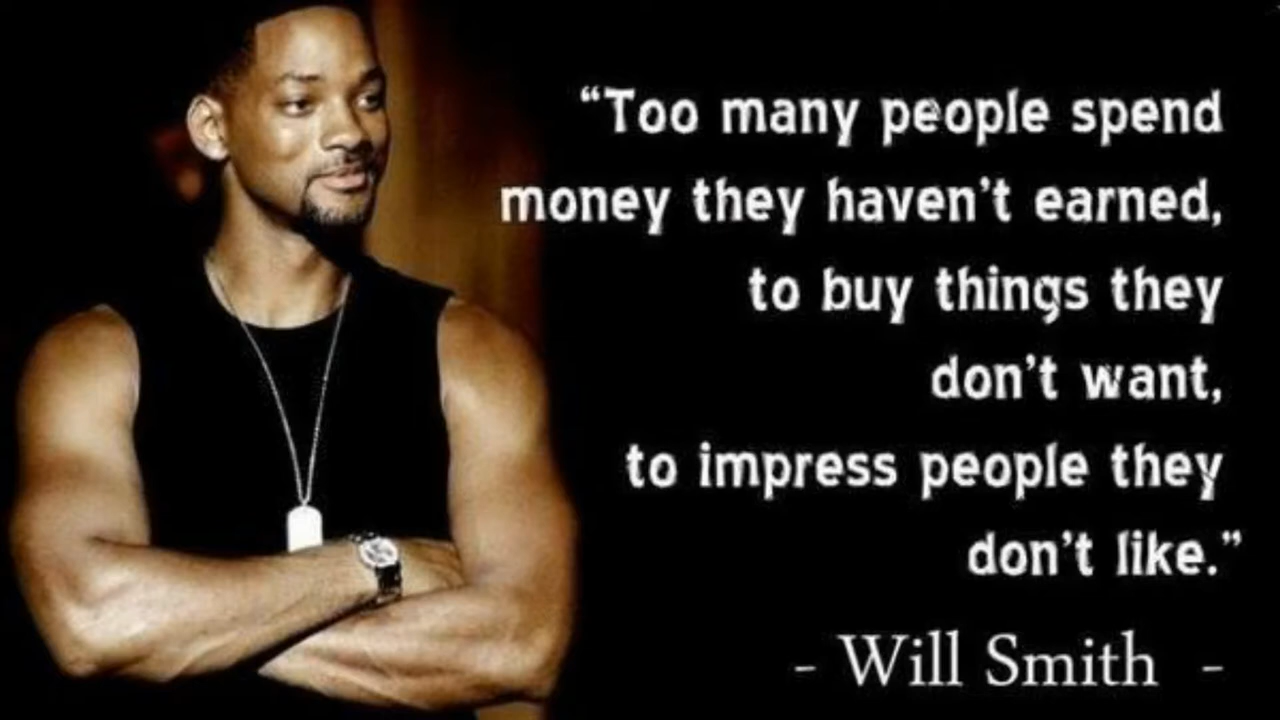 “Too many people spend
money they haven’t earned,
to buy things they
don’t want,
to impress people they
don’t like.”
- Will Smith -